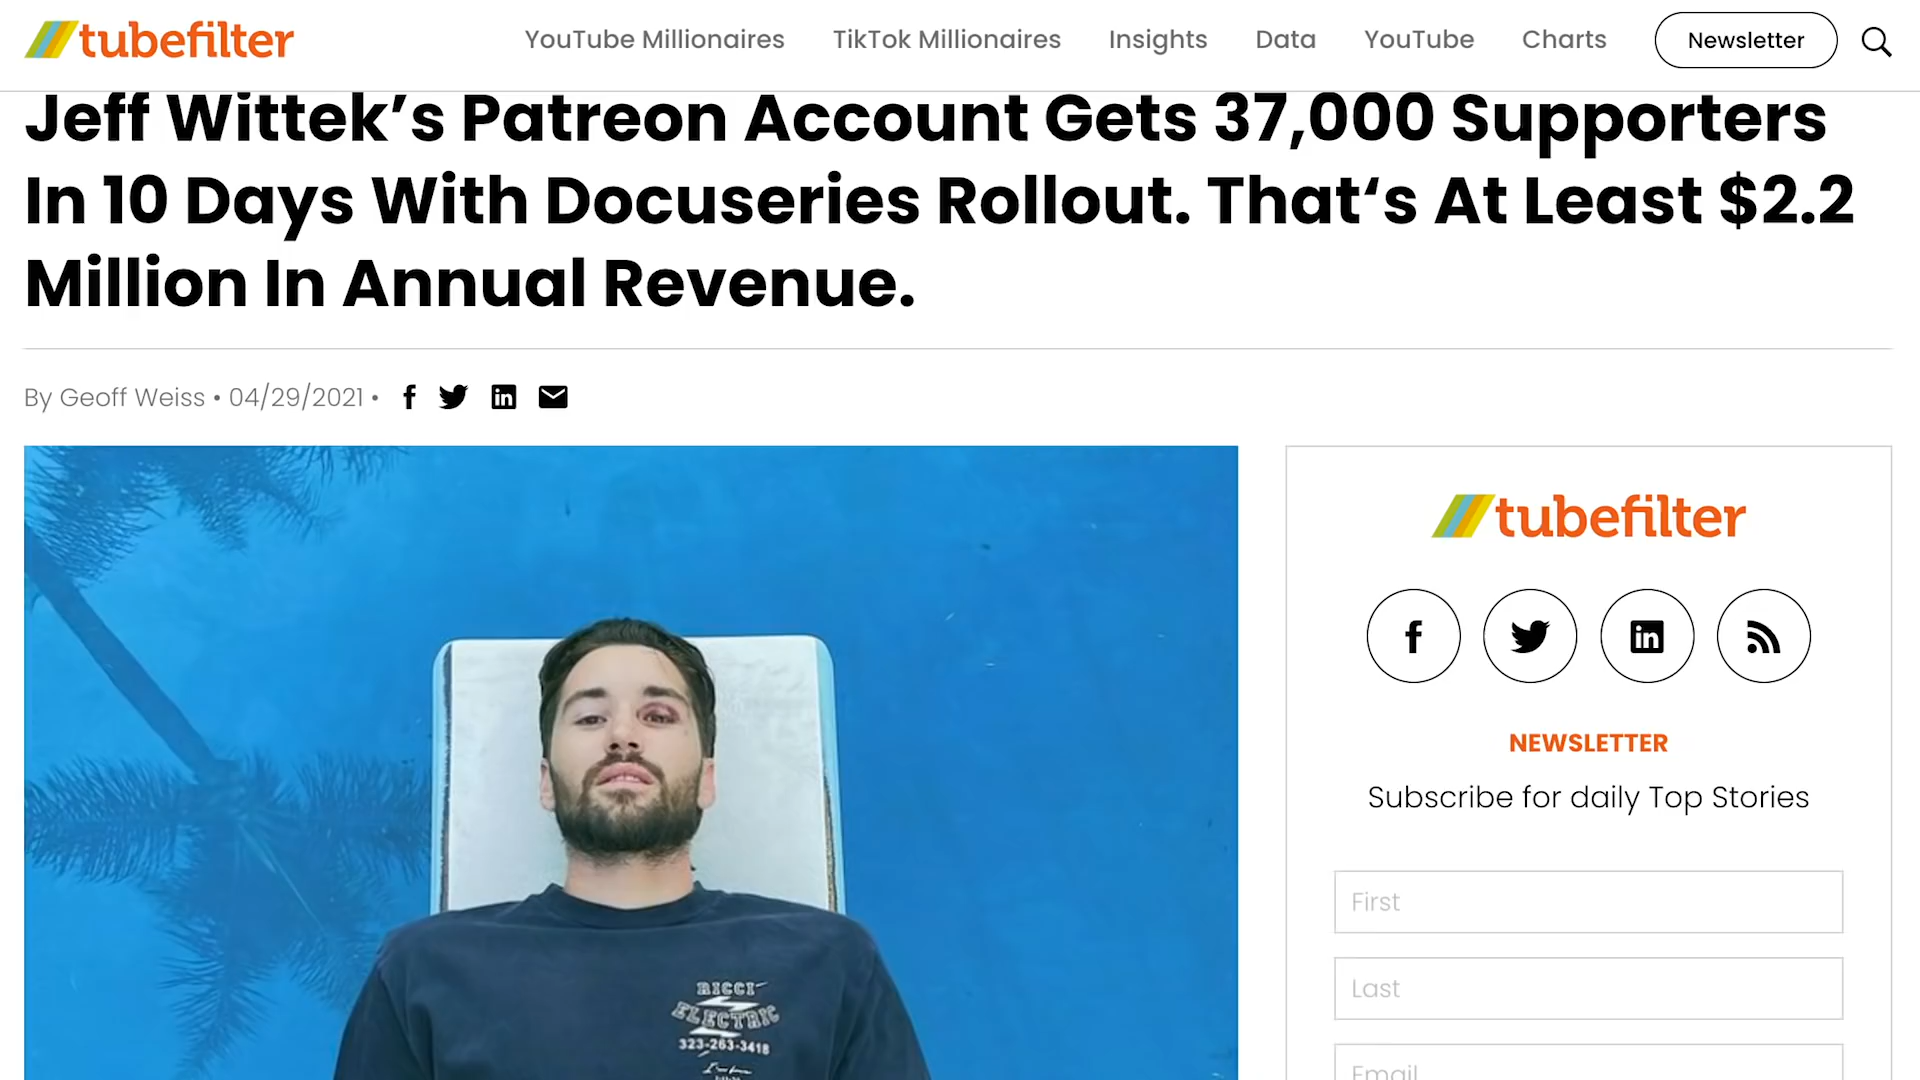 tubefilter
YouTube Millionaires TikTok Millionaires Insights Data YouTube Charts Newsletter
Jeff Wittek’s Patreon Account Gets 37,000 Supporters
In 10 Days With Docuseries Rollout. That‘s At Least $2.2
Million In Annual Revenue.
By Geoff Weiss • 04/29/2021 •
tubefilter
NEWSLETTER
Subscribe for daily Top Stories
First
Last
Email
RICCI
ELECTRIC
323-263-3418